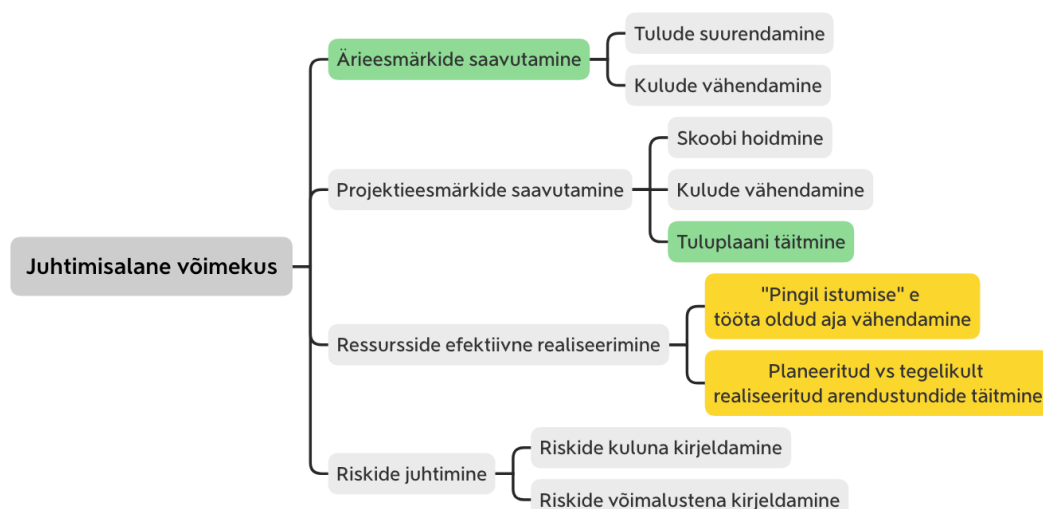 Ärieesmärkide saavutamine
Tulude suurendamine
Kulude vähendamine
Projektieesmärkide saavutamine
Skoobi hoidmine
Kulude vähendamine
Tuluplaani täitmine
Juhtimisalane võimekus
Ressursside efektiivne realiseerimine
"Pingil istumise" e
tööta oldud aja vähendamine
Planeeritud vs tegelikult
realiseeritud arendustundide täitmine
Riskide juhtimine
Riskide kuluna kirjeldamine
Riskide võimalustena kirjeldamine